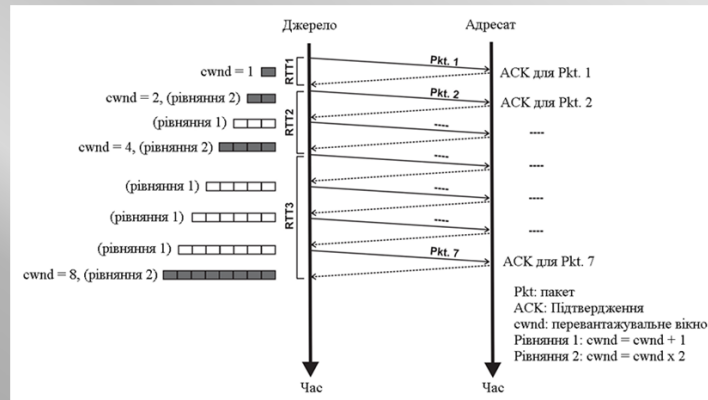 Джерело
Адресат
cwnd = 1
RTT1
Pkt. 1
ACK для Pkt. 1
cwnd = 2, (рівняння 2)
RTT2
Pkt. 2
ACK для Pkt. 2
(рівняння 1)
----
----
cwnd = 4, (рівняння 2)
RTT3
----
----
(рівняння 1)
----
----
(рівняння 1)
----
----
(рівняння 1)
Pkt. 7
ACK для Pkt. 7
cwnd = 8, (рівняння 2)
Pkt: пакет
ACK: Підтвердження
cwnd: перевантажувальне вікно
Рівняння 1: cwnd = cwnd + 1
Рівняння 2: cwnd = cwnd x 2
Час
Час